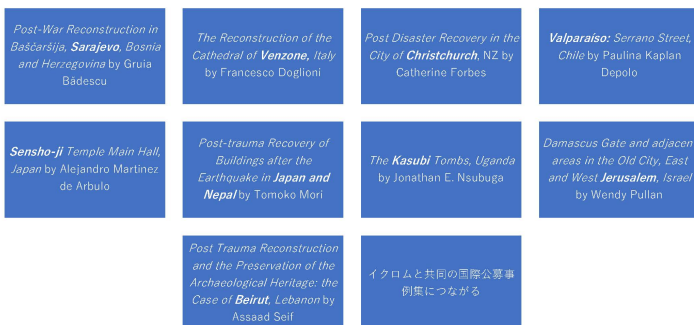 Post-War Reconstruction in
Baščaršija, Sarajevo, Bosnia
and Herzegovina by Gruia
Bădescu
The Reconstruction of the
Cathedral of Venzone, Italy
by Francesco Doglioni
Post Disaster Recovery in the
City of Christchurch, NZ by
Catherine Forbes
Valparaíso: Serrano Street,
Chile by Paulina Kaplan
Depolo
Sensho-ji Temple Main Hall,
Japan by Alejandro Martinez
de Arbulo
Post-trauma Recovery of
Buildings after the
Earthquake in Japan and
Nepal by Tomoko Mori
The Kasubi Tombs, Uganda
by Jonathan E. Nsubuga
Damascus Gate and adjacen
areas in the Old City, East
and West Jerusalem, Israel
by Wendy Pullan
Post Trauma Reconstruction
and the Preservation of the
Archaeological Heritage: the
Case of Beirut, Lebanon by
Assaad Seif
イクロムと共同の国際公募事
例集につながる